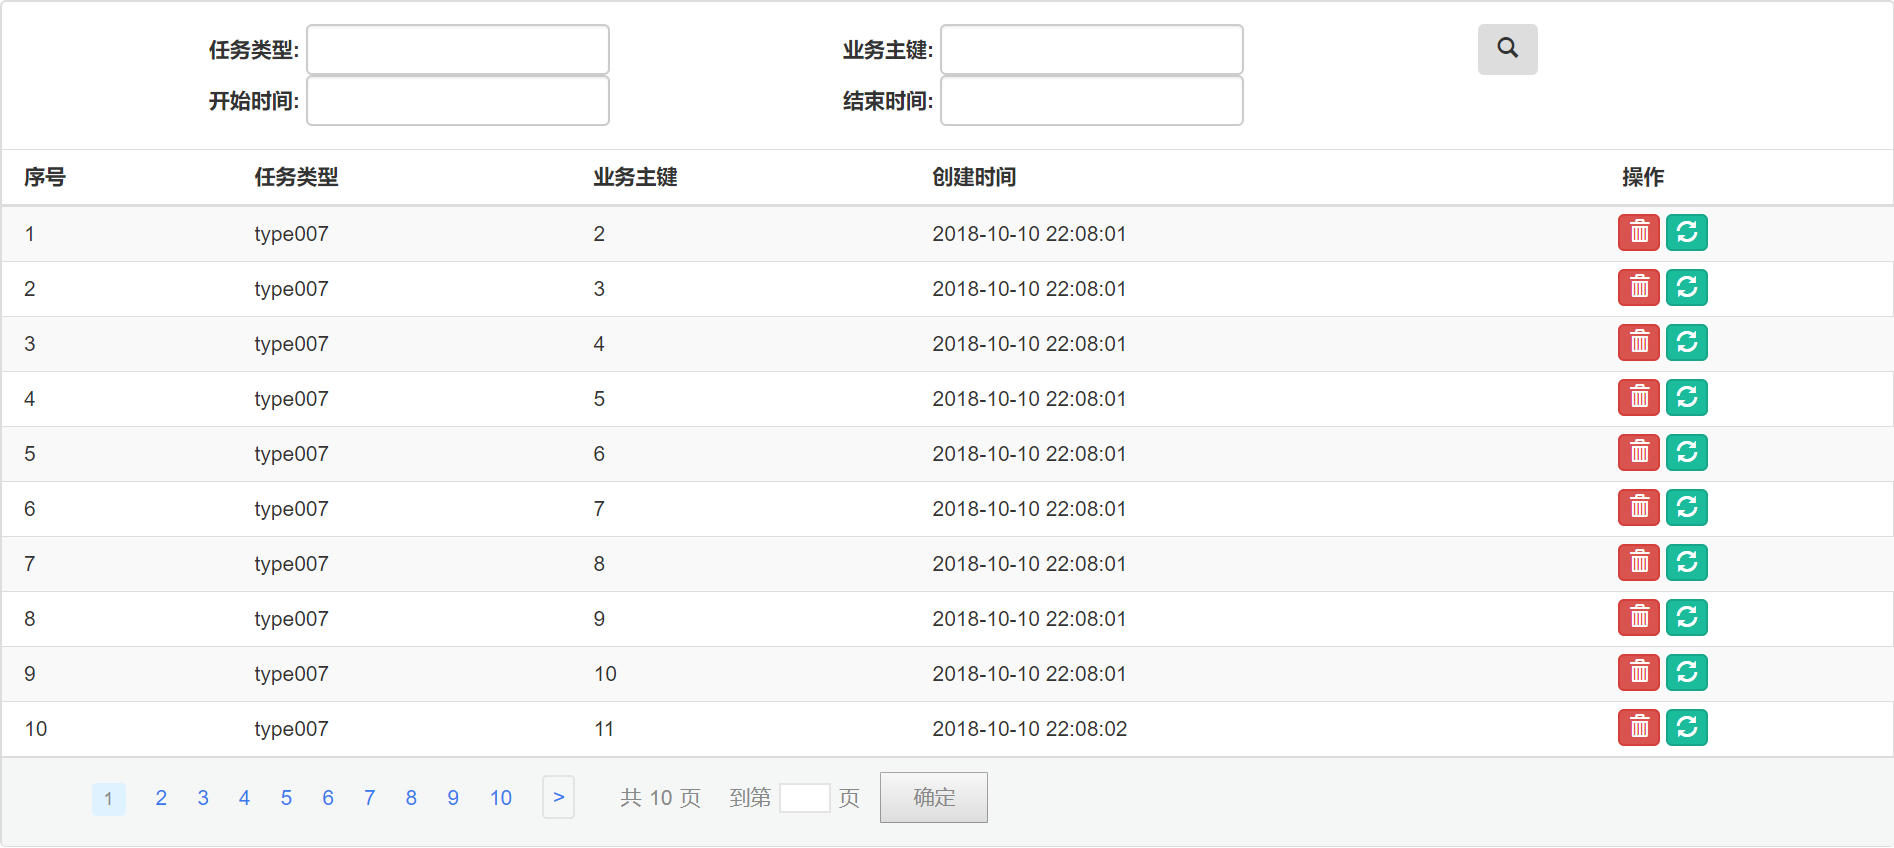 任务类型: 业务主键:
开始时间: 结束时间:
序号 任务类型 业务主键 创建时间 操作
1 type007 2 2018-10-10 22:08:01
2 type007 3 2018-10-10 22:08:01
3 type007 4 2018-10-10 22:08:01
4 type007 5 2018-10-10 22:08:01
5 type007 6 2018-10-10 22:08:01
6 type007 7 2018-10-10 22:08:01
7 type007 8 2018-10-10 22:08:01
8 type007 9 2018-10-10 22:08:01
9 type007 10 2018-10-10 22:08:01
10 type007 11 2018-10-10 22:08:02
1 2 3 4 5 6 7 8 9 10 > 共 10 页 到第 页 确定